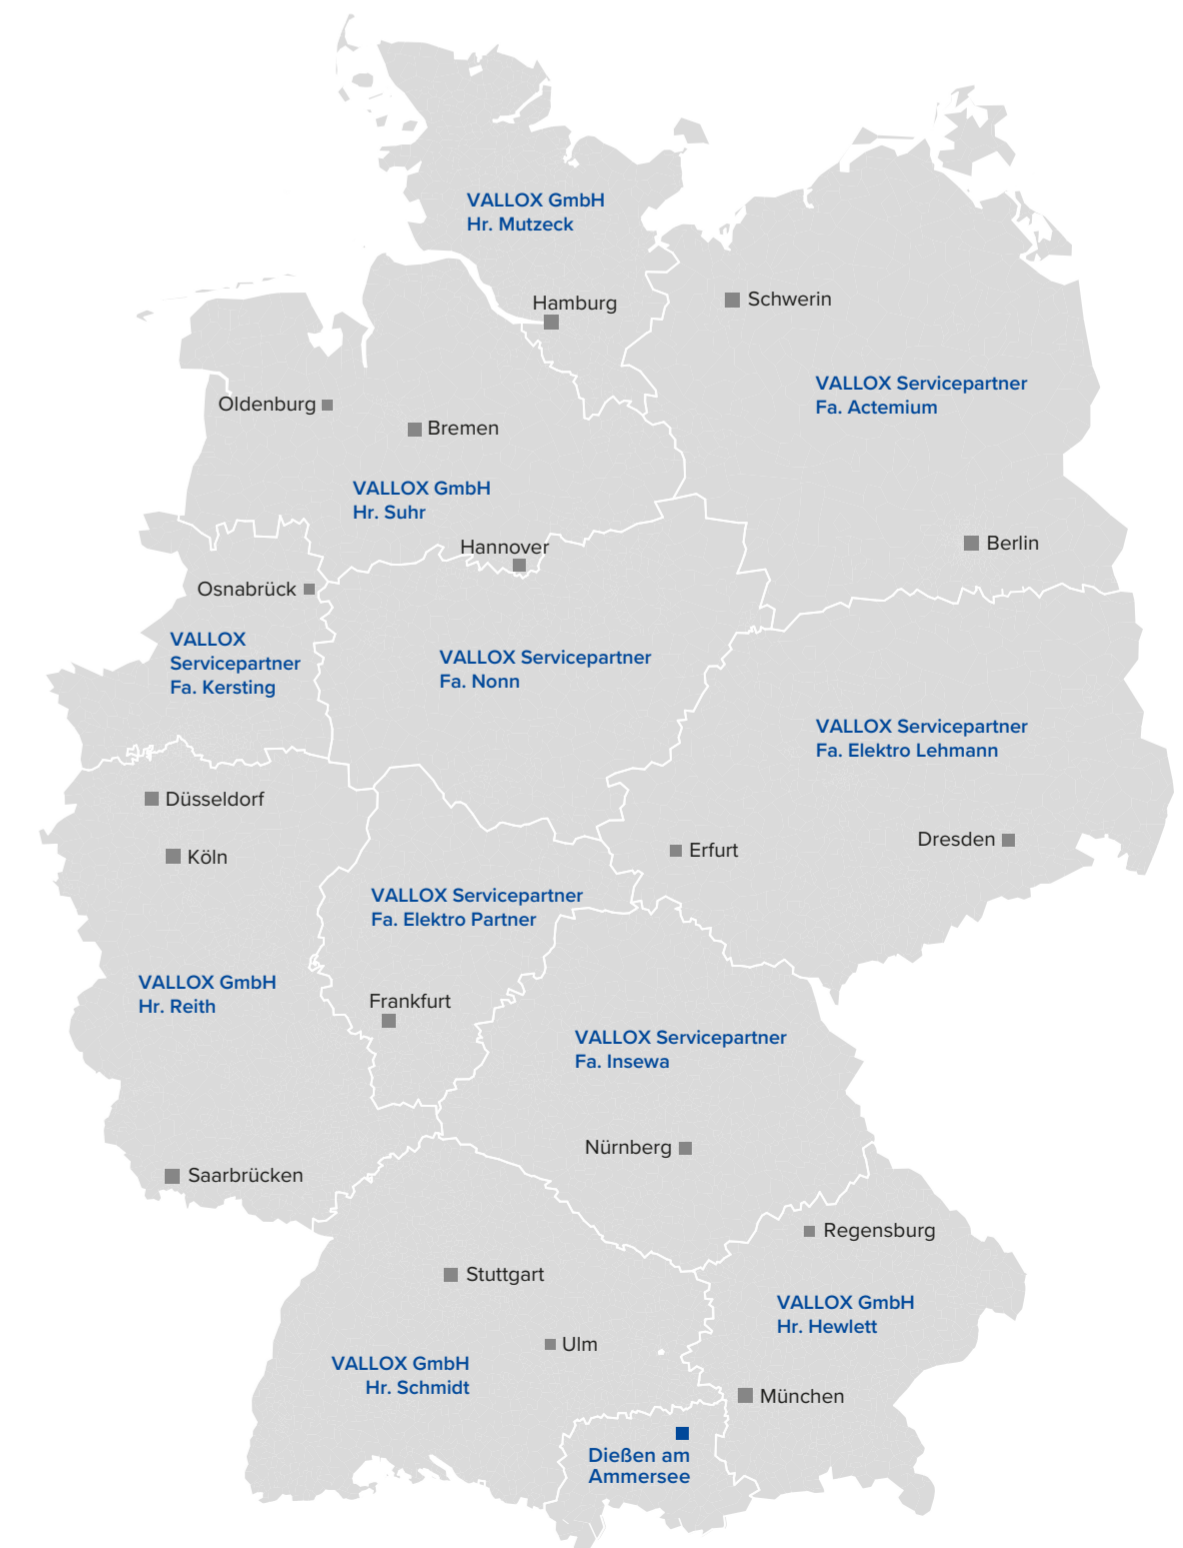 VALLOX GmbH
Hr. Mutzeck
Hamburg
Schwerin
VALLOX Servicepartner
Fa. Actemium
Oldenburg
Bremen
VALLOX GmbH
Hr. Suhr
Hannover
Berlin
Osnabrück
VALLOX
Servicepartner
Fa. Kersting
VALLOX Servicepartner
Fa. Nonn
VALLOX Servicepartner
Fa. Elektro Lehmann
Düsseldorf
Köln
Erfurt
Dresden
VALLOX Servicepartner
Fa. Elektro Partner
VALLOX GmbH
Hr. Reith
Frankfurt
VALLOX Servicepartner
Fa. Insewa
Nürnberg
Saarbrücken
Regensburg
Stuttgart
VALLOX GmbH
Hr. Hewlett
Ulm
VALLOX GmbH
Hr. Schmidt
München
Dießen am
Ammersee